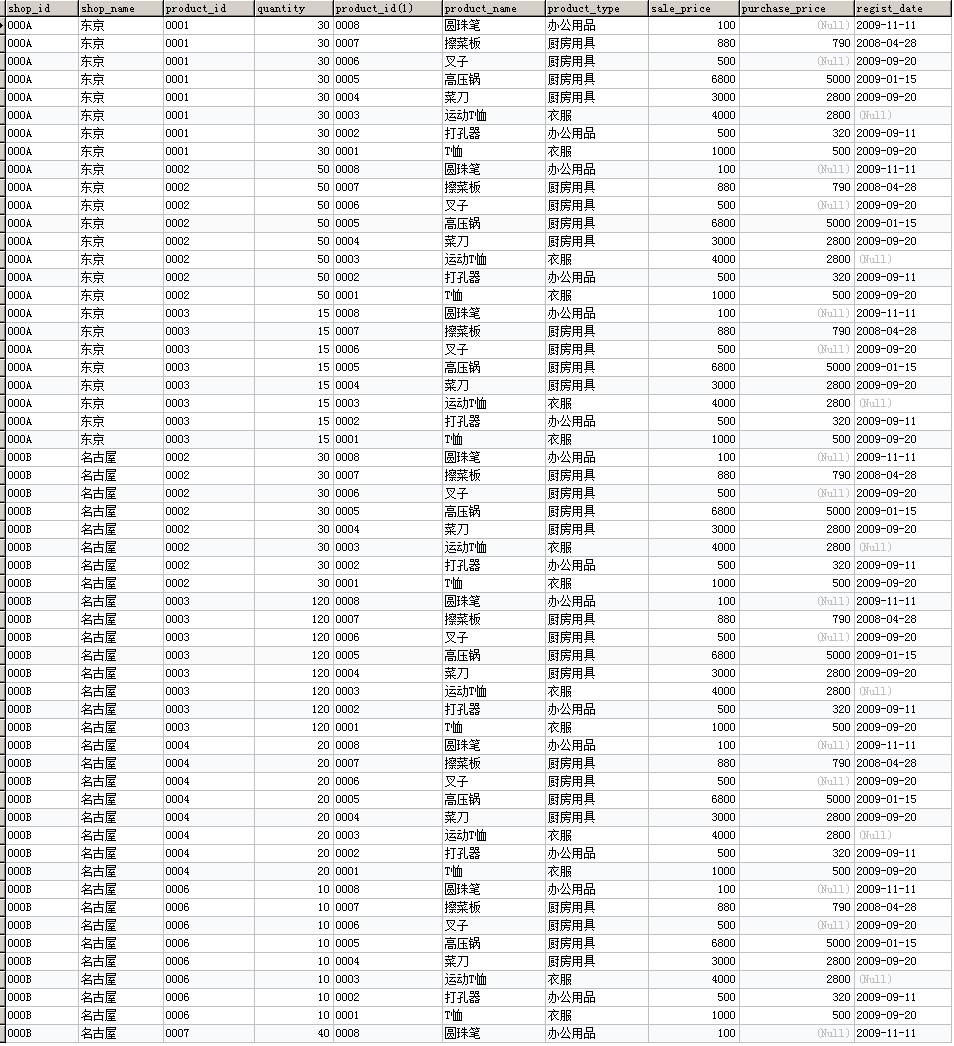 shop_id shop_name product_id quantity product_id(1) product_name product_type sale_price purchase_price regist_date
000A 东京 0001 30 0008 圆珠笔 办公用品 100 (Null) 2009-11-11
000A 东京 0001 30 0007 擦菜板 厨房用具 880 790 2008-04-28
000A 东京 0001 30 0006 叉子 厨房用具 500 (Null) 2009-09-20
000A 东京 0001 30 0005 高压锅 厨房用具 6800 5000 2009-01-15
000A 东京 0001 30 0004 菜刀 厨房用具 3000 2800 2009-09-20
000A 东京 0001 30 0003 运动T恤 衣服 4000 2800 (Null)
000A 东京 0001 30 0002 打孔器 办公用品 500 320 2009-09-11
000A 东京 0001 30 0001 T恤 衣服 1000 500 2009-09-20
000A 东京 0002 50 0008 圆珠笔 办公用品 100 (Null) 2009-11-11
000A 东京 0002 50 0007 擦菜板 厨房用具 880 790 2008-04-28
000A 东京 0002 50 0006 叉子 厨房用具 500 (Null) 2009-09-20
000A 东京 0002 50 0005 高压锅 厨房用具 6800 5000 2009-01-15
000A 东京 0002 50 0004 菜刀 厨房用具 3000 2800 2009-09-20
000A 东京 0002 50 0003 运动T恤 衣服 4000 2800 (Null)
000A 东京 0002 50 0002 打孔器 办公用品 500 320 2009-09-11
000A 东京 0002 50 0001 T恤 衣服 1000 500 2009-09-20
000A 东京 0003 15 0008 圆珠笔 办公用品 100 (Null) 2009-11-11
000A 东京 0003 15 0007 擦菜板 厨房用具 880 790 2008-04-28
000A 东京 0003 15 0006 叉子 厨房用具 500 (Null) 2009-09-20
000A 东京 0003 15 0005 高压锅 厨房用具 6800 5000 2009-01-15
000A 东京 0003 15 0004 菜刀 厨房用具 3000 2800 2009-09-20
000A 东京 0003 15 0003 运动T恤 衣服 4000 2800 (Null)
000A 东京 0003 15 0002 打孔器 办公用品 500 320 2009-09-11
000A 东京 0003 15 0001 T恤 衣服 1000 500 2009-09-20
000B 名古屋 0002 30 0008 圆珠笔 办公用品 100 (Null) 2009-11-11
000B 名古屋 0002 30 0007 擦菜板 厨房用具 880 790 2008-04-28
000B 名古屋 0002 30 0006 叉子 厨房用具 500 (Null) 2009-09-20
000B 名古屋 0002 30 0005 高压锅 厨房用具 6800 5000 2009-01-15
000B 名古屋 0002 30 0004 菜刀 厨房用具 3000 2800 2009-09-20
000B 名古屋 0002 30 0003 运动T恤 衣服 4000 2800 (Null)
000B 名古屋 0002 30 0002 打孔器 办公用品 500 320 2009-09-11
000B 名古屋 0002 30 0001 T恤 衣服 1000 500 2009-09-20
000B 名古屋 0003 120 0008 圆珠笔 办公用品 100 (Null) 2009-11-11
000B 名古屋 0003 120 0007 擦菜板 厨房用具 880 790 2008-04-28
000B 名古屋 0003 120 0006 叉子 厨房用具 500 (Null) 2009-09-20
000B 名古屋 0003 120 0005 高压锅 厨房用具 6800 5000 2009-01-15
000B 名古屋 0003 120 0004 菜刀 厨房用具 3000 2800 2009-09-20
000B 名古屋 0003 120 0003 运动T恤 衣服 4000 2800 (Null)
000B 名古屋 0003 120 0002 打孔器 办公用品 500 320 2009-09-11
000B 名古屋 0003 120 0001 T恤 衣服 1000 500 2009-09-20
000B 名古屋 0004 20 0008 圆珠笔 办公用品 100 (Null) 2009-11-11
000B 名古屋 0004 20 0007 擦菜板 厨房用具 880 790 2008-04-28
000B 名古屋 0004 20 0006 叉子 厨房用具 500 (Null) 2009-09-20
000B 名古屋 0004 20 0005 高压锅 厨房用具 6800 5000 2009-01-15
000B 名古屋 0004 20 0004 菜刀 厨房用具 3000 2800 2009-09-20
000B 名古屋 0004 20 0003 运动T恤 衣服 4000 2800 (Null)
000B 名古屋 0004 20 0002 打孔器 办公用品 500 320 2009-09-11
000B 名古屋 0004 20 0001 T恤 衣服 1000 500 2009-09-20
000B 名古屋 0006 10 0008 圆珠笔 办公用品 100 (Null) 2009-11-11
000B 名古屋 0006 10 0007 擦菜板 厨房用具 880 790 2008-04-28
000B 名古屋 0006 10 0006 叉子 厨房用具 500 (Null) 2009-09-20
000B 名古屋 0006 10 0005 高压锅 厨房用具 6800 5000 2009-01-15
000B 名古屋 0006 10 0004 菜刀 厨房用具 3000 2800 2009-09-20
000B 名古屋 0006 10 0003 运动T恤 衣服 4000 2800 (Null)
000B 名古屋 0006 10 0002 打孔器 办公用品 500 320 2009-09-11
000B 名古屋 0006 10 0001 T恤 衣服 1000 500 2009-09-20
000B 名古屋 0007 40 0008 圆珠笔 办公用品 100 (Null) 2009-11-11